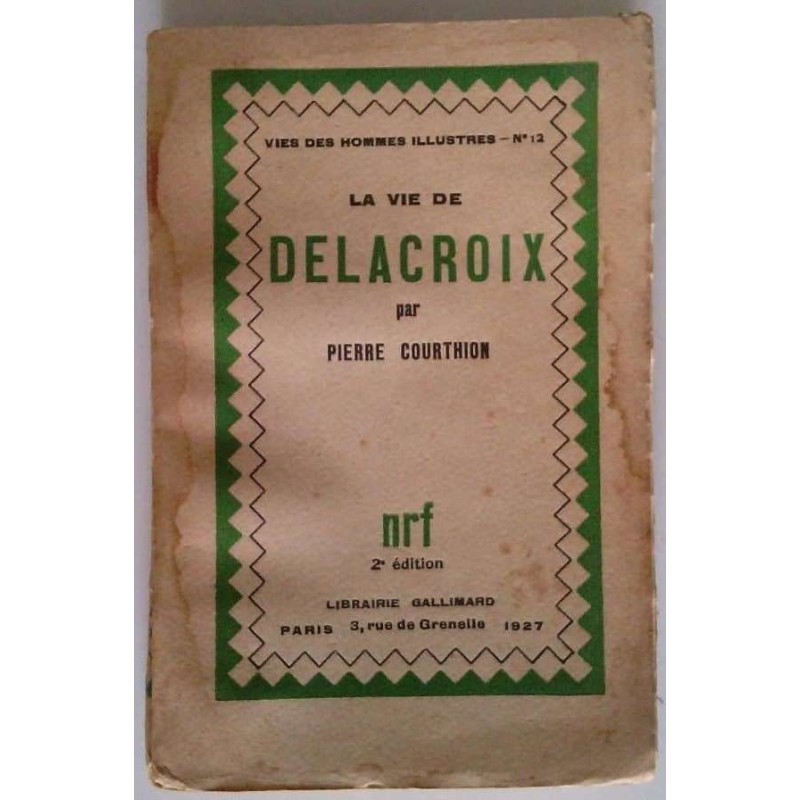 VIES DES HOMMES ILLUSTRES – N° 12
LA VIE DE
DELACROIX
par
PIERRE COURTHION
nrf
2e édition
LIBRAIRIE GALLIMARD
PARIS 3, rue de Grenelle 1927